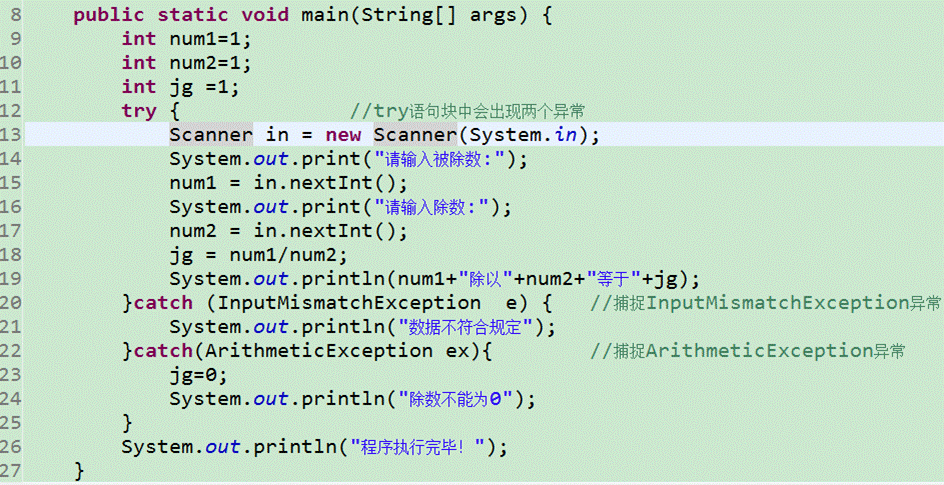 8 public static void main(String[] args) {
9 int num1=1;
10 int num2=1;
11 int jg =1;
12 try { //try语句块中会出现两个异常
13 Scanner in = new Scanner(System.in);
14 System.out.print("请输入被除数:");
15 num1 = in.nextInt();
16 System.out.print("请输入除数:");
17 num2 = in.nextInt();
18 jg = num1/num2;
19 System.out.println(num1+"除以"+num2+"等于"+jg);
20 }catch (InputMismatchException  e) { //捕捉InputMismatchException异常
21 System.out.println("数据不符合规定");
22 }catch(ArithmeticException ex){ //捕捉ArithmeticException异常
23 jg=0;
24 System.out.println("除数不能为0");
25 }
26 System.out.println("程序执行完毕！");
27 }